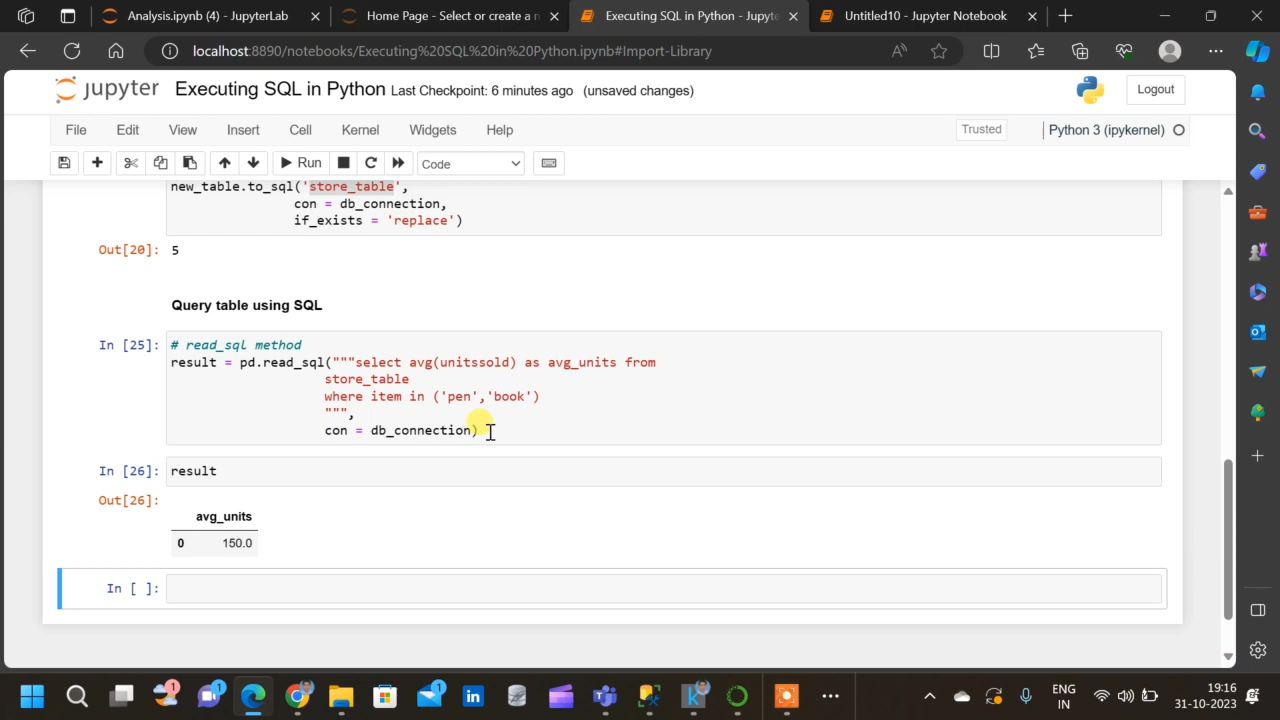 Analysis.ipynb (4) - JupyterLab
Home Page - Select or create a n
Executing SQL in Python - Jupyte
Untitled10 - Jupyter Notebook
localhost:8890/notebooks/Executing%20SQL%20in%20Python.ipynb#Import-Library
jupyter Executing SQL in Python Last Checkpoint: 6 minutes ago (unsaved changes)
Logout
File Edit View Insert Cell Kernel Widgets Help
Trusted
Python 3 (ipykernel)
Run
Code
new_table.to_sql('store_table',
con = db_connection,
if_exists = 'replace')
Out[20]: 5
Query table using SQL
In [25]: # read_sql method
result = pd.read_sql("""select avg(unitssold) as avg_units from
store_table
where item in ('pen','book')
""",
con = db_connection)
In [26]: result
Out[26]:
avg_units
0 150.0
In [ ]:
1
1
1
ENG
IN
19:16
31-10-2023